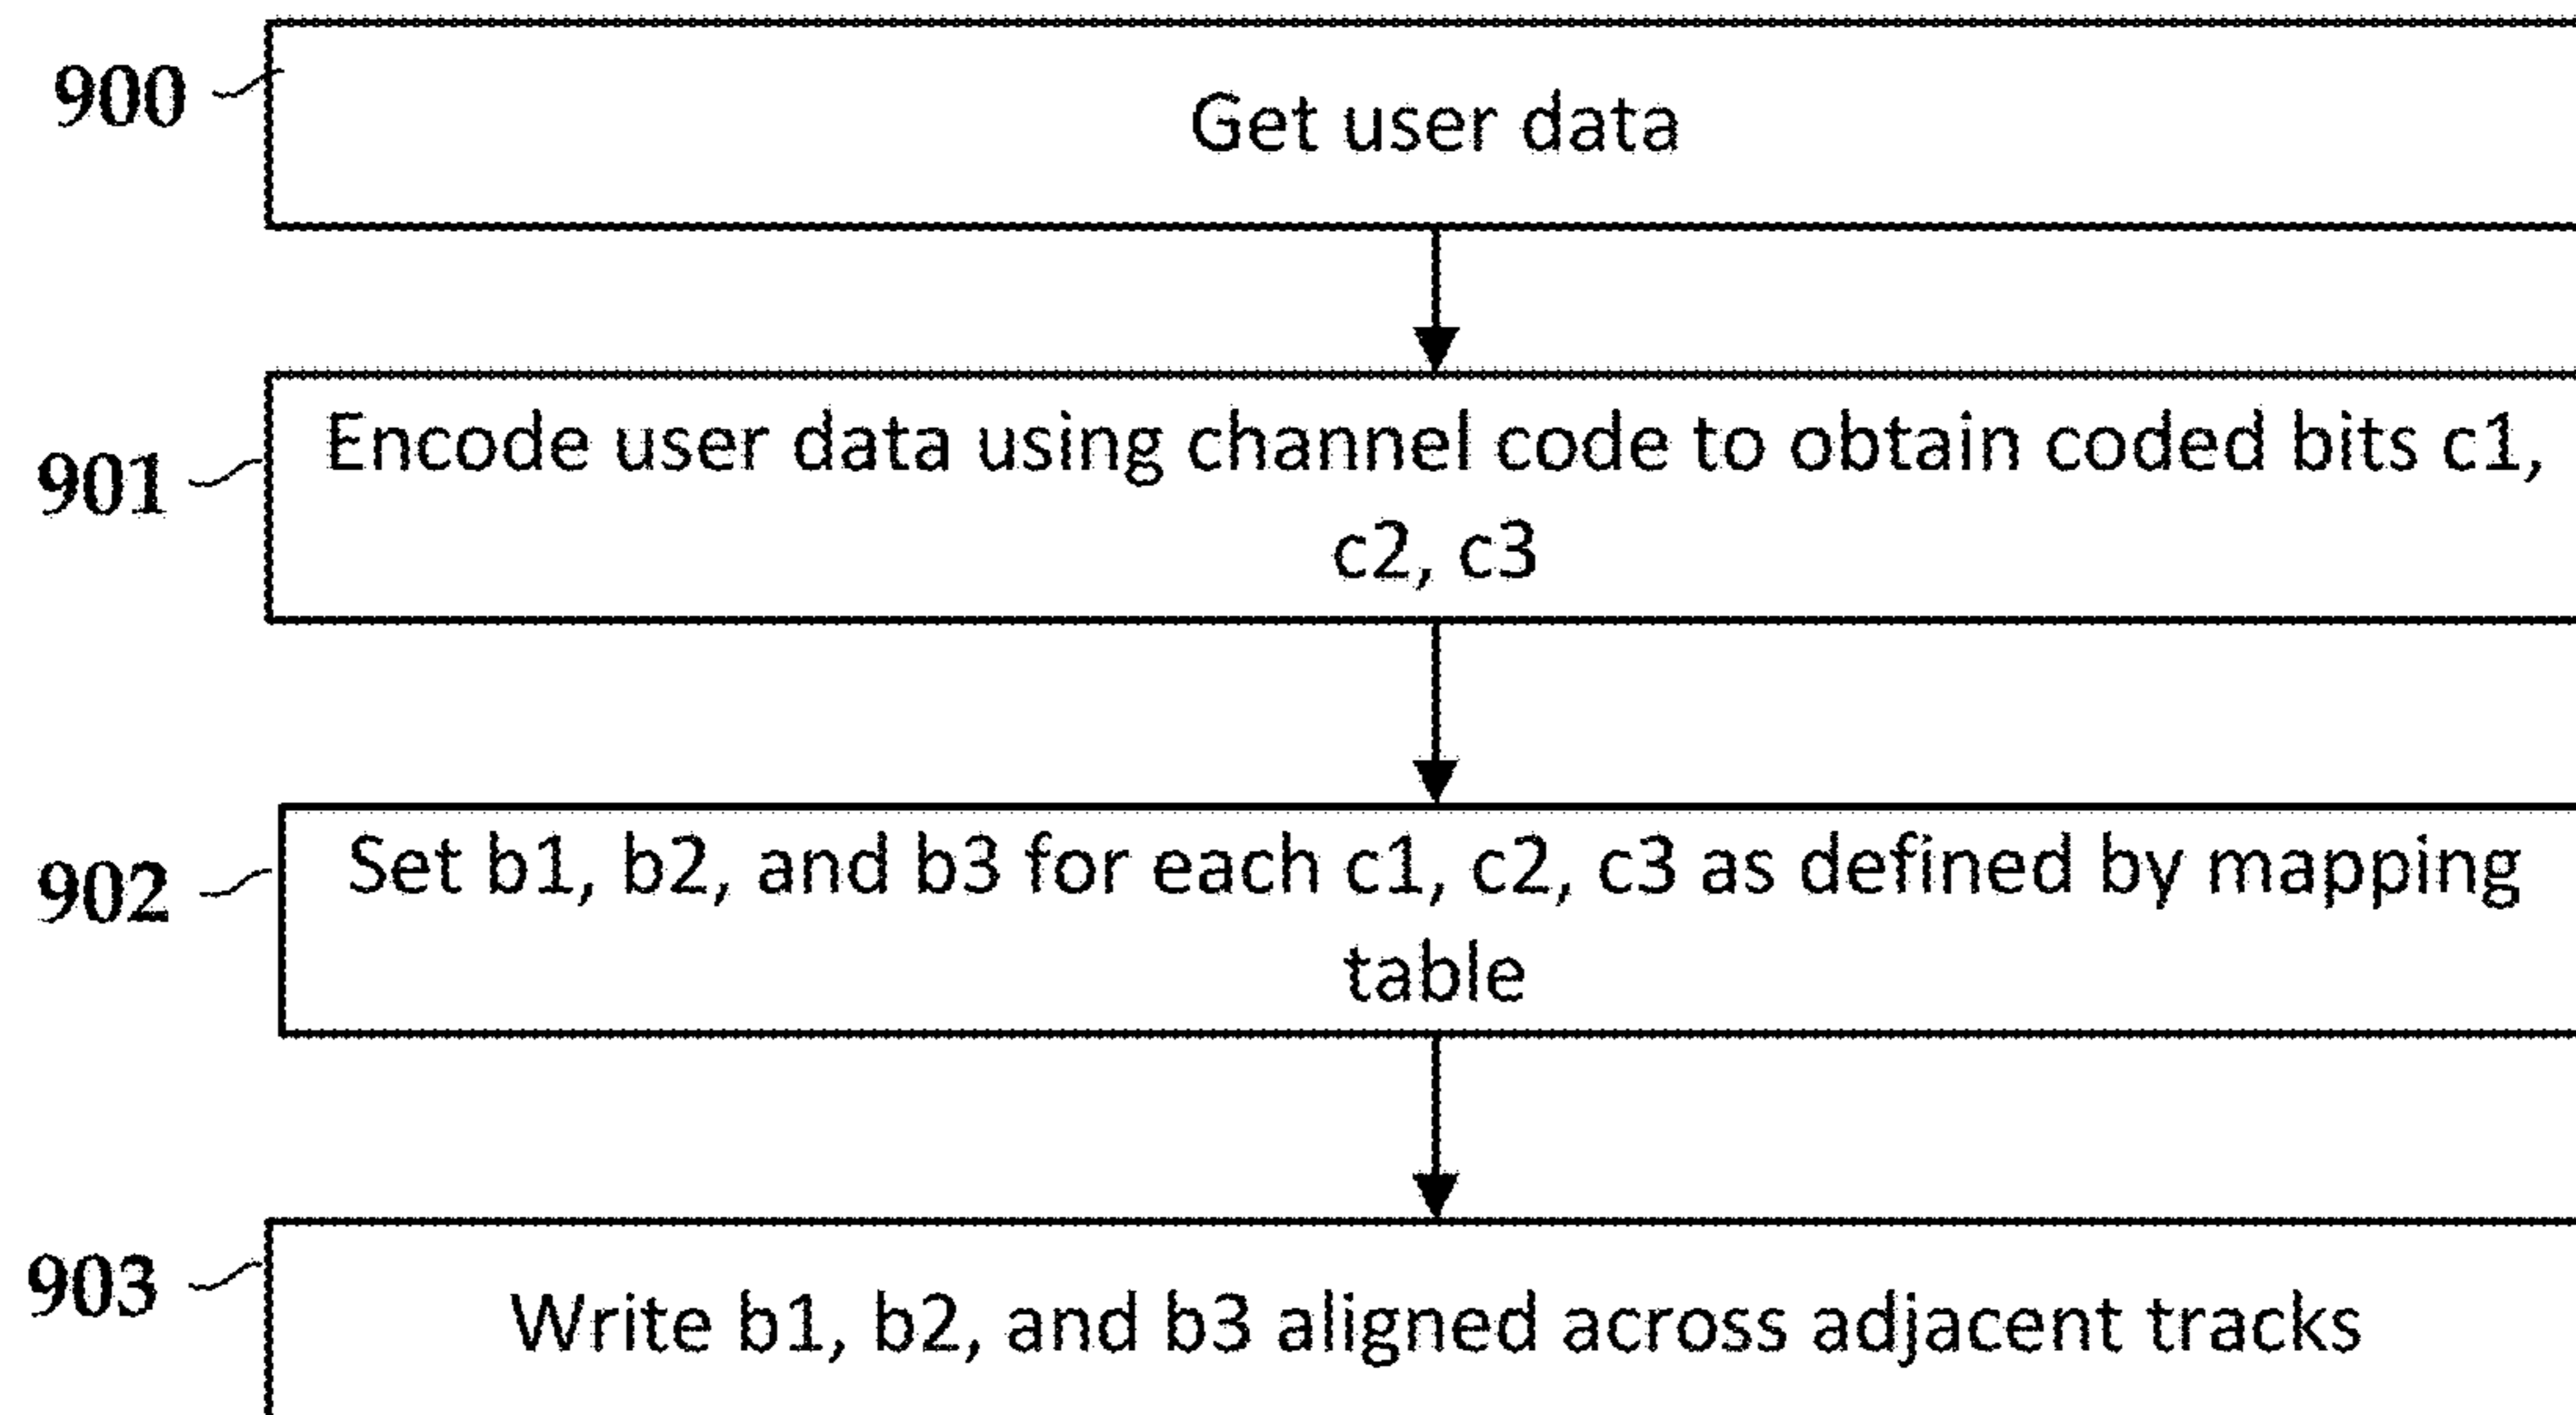 900
Get user data
901
Encode user data using channel code to obtain coded bits c1,
c2, c3
902
Set b1, b2, and b3 for each c1, c2, c3 as defined by mapping
table
903
Write b1, b2, and b3 aligned across adjacent tracks